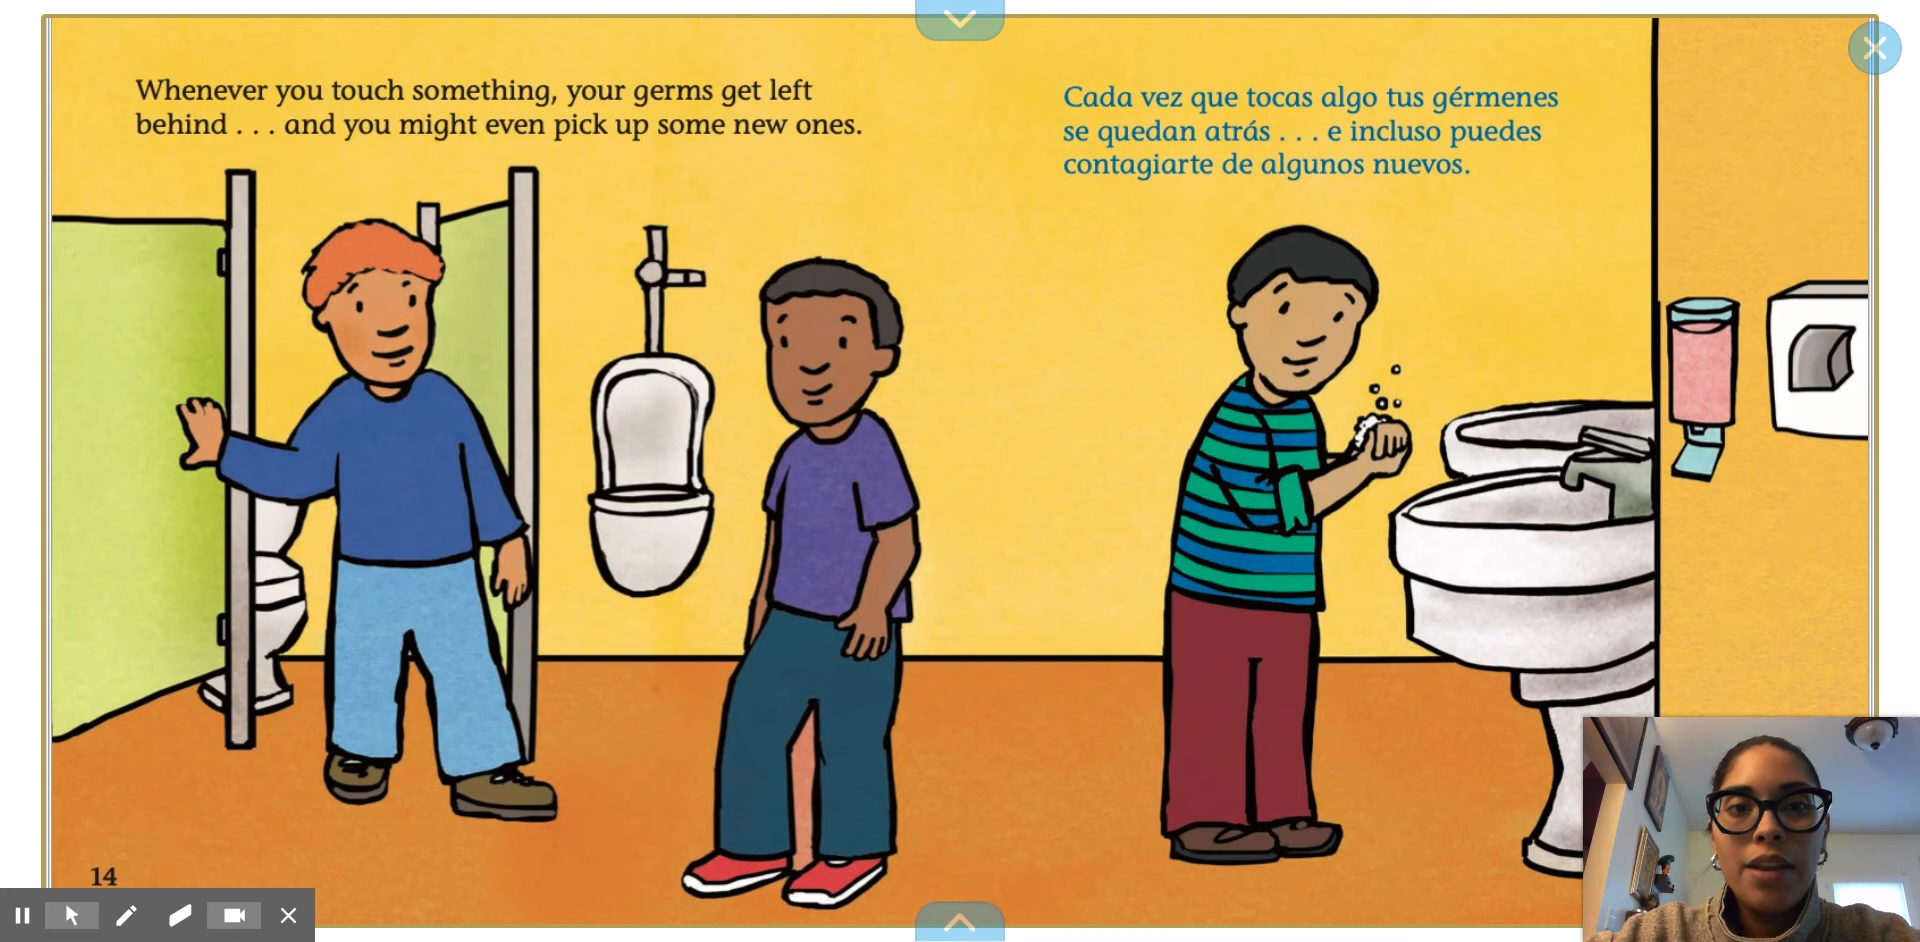 Whenever you touch something, your germs get left
behind . . . and you might even pick up some new ones.
Cada vez que tocas algo tus gérmenes
se quedan atrás . . . e incluso puedes
contagiarte de algunos nuevos.
14